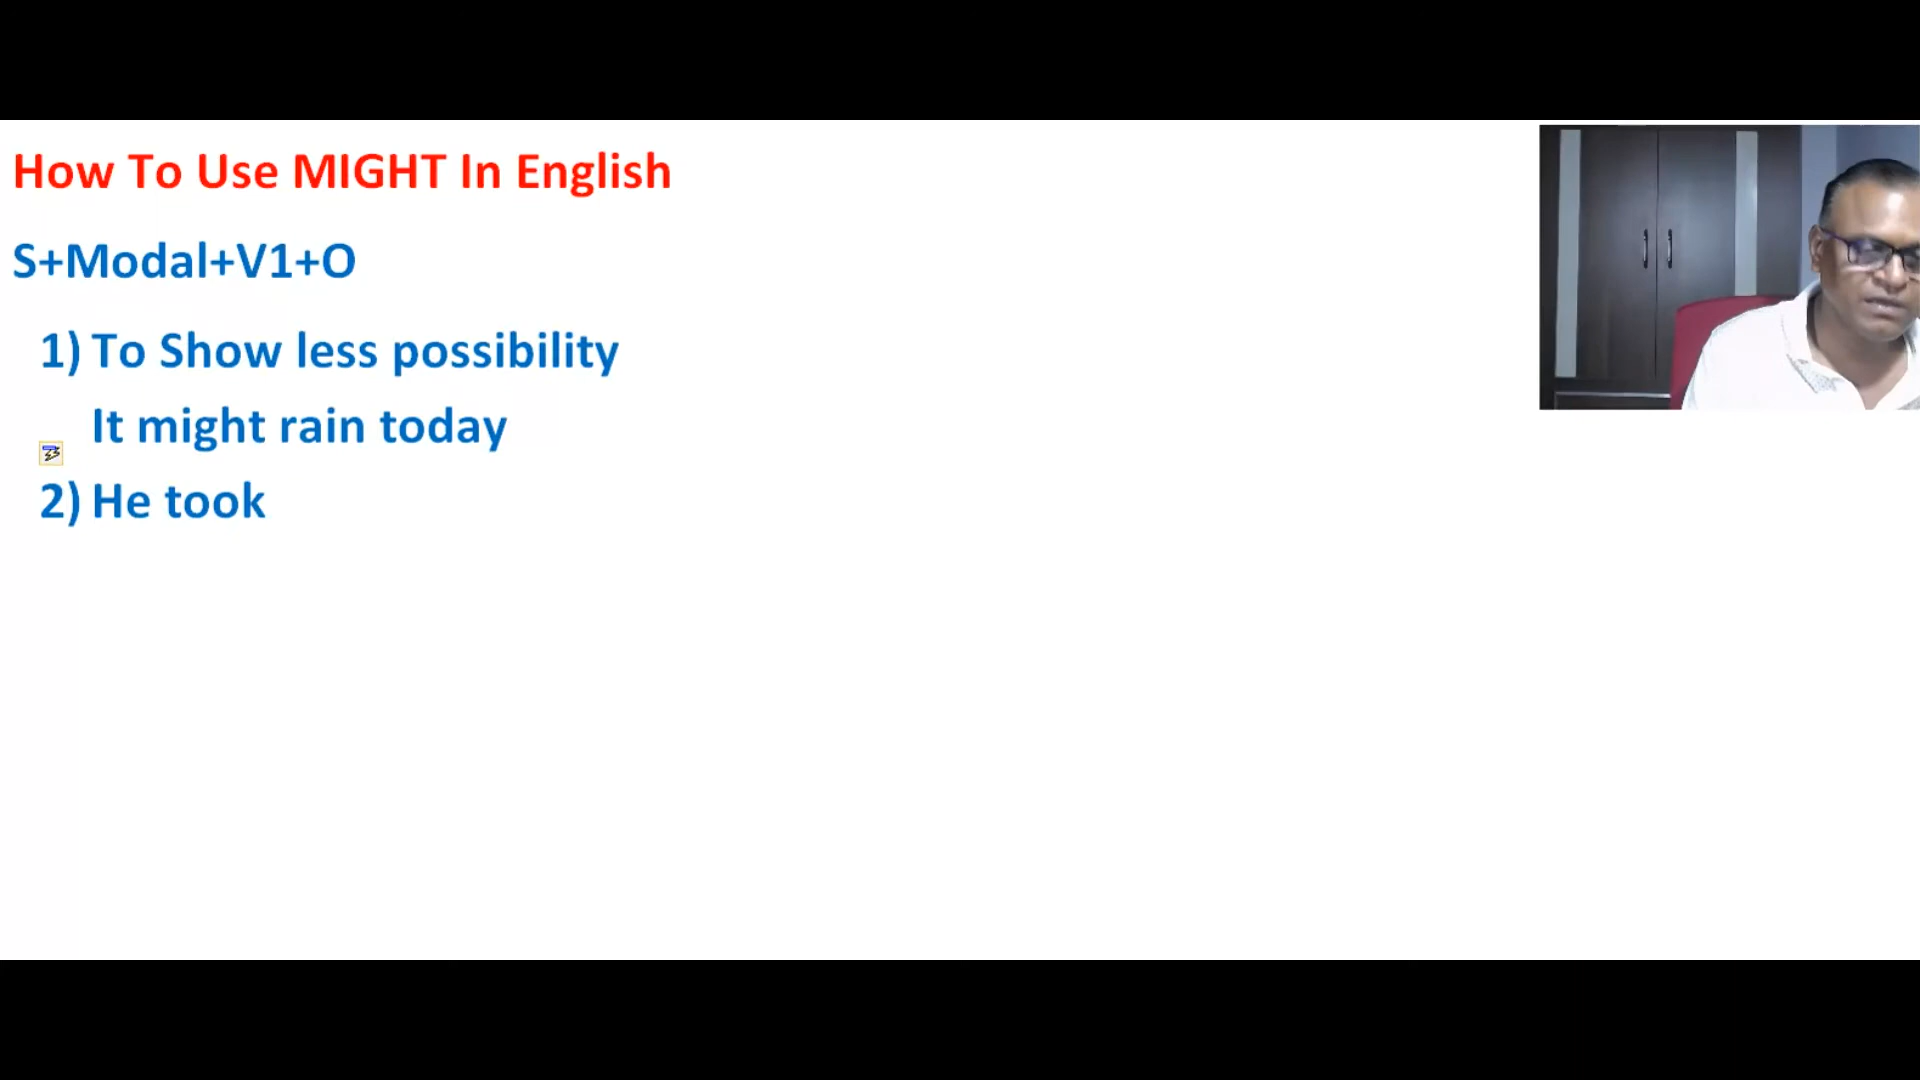 How To Use MIGHT In English
S+Modal+V1+O
1) To Show less possibility
It might rain today
2) He took